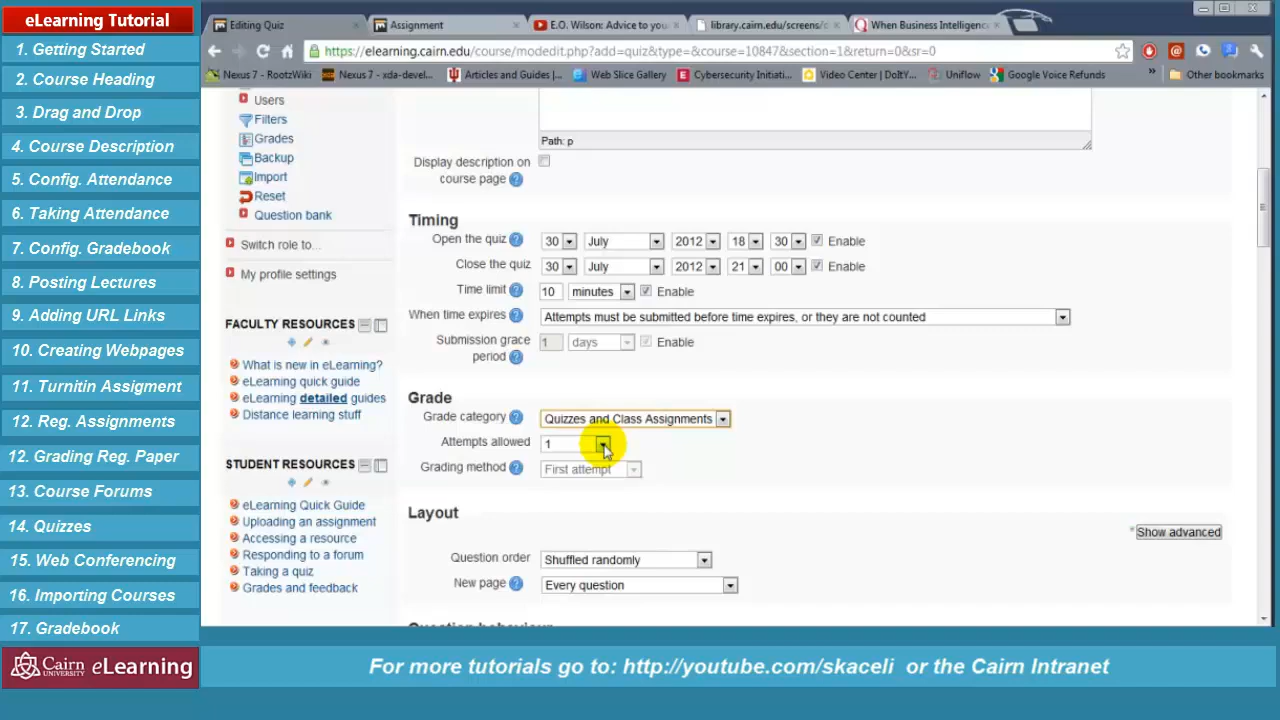 eLearning Tutorial
1. Getting Started
2. Course Heading
3. Drag and Drop
4. Course Description
5. Config. Attendance
6. Taking Attendance
7. Config. Gradebook
8. Posting Lectures
9. Adding URL Links
10. Creating Webpages
11. Turnitin Assigment
12. Reg. Assignments
12. Grading Reg. Paper
13. Course Forums
14. Quizzes
15. Web Conferencing
16. Importing Courses
17. Gradebook
Cairn UNIVERSITY eLearning
Editing Quiz
Assignment
E.O. Wilson: Advice to you
library.cairn.edu/screens/
When Business Intelligenc
https://elearning.cairn.edu/course/modedit.php?add=quiz&type=&course=10847&section=1&return=0&sr=0
Nexus 7 - RootzWiki
Nexus 7 - xda-devel...
Articles and Guides |...
Web Slice Gallery
Cybersecurity Initiati...
Video Center | DoItY...
Uniflow
Google Voice Refunds
»
Other bookmarks
Users
Filters
Grades
Backup
Import
Reset
Question bank
Switch role to...
My profile settings
FACULTY RESOURCES
What is new in eLearning?
eLearning quick guide
eLearning detailed guides
Distance learning stuff
STUDENT RESOURCES
eLearning Quick Guide
Uploading an assignment
Accessing a resource
Responding to a forum
Taking a quiz
Grades and feedback
Path: p
Display description on
course page
Timing
Open the quiz 30 July 2012 18 30 Enable
Close the quiz 30 July 2012 21 00 Enable
Time limit 10 minutes Enable
When time expires Attempts must be submitted before time expires, or they are not counted
Submission grace
period 1 days Enable
Grade
Grade category Quizzes and Class Assignments
Attempts allowed 1
Grading method First attempt
Layout
* Show advanced
Question order Shuffled randomly
New page Every question
Question behaviour
For more tutorials go to: http://youtube.com/skaceli or the Cairn Intranet